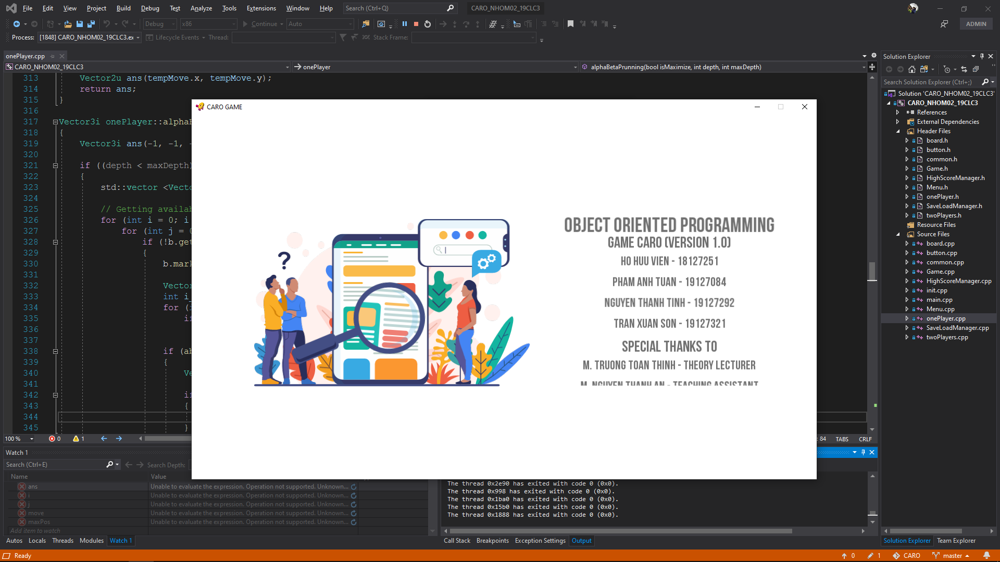 File Edit View Project Build Debug Test Analyze Tools Extensions Window Help Search (Ctrl+Q) CARO_NHOM02_19CLC3
Debug x86 Continue Auto ADMIN
Process: [1848] CARO_NHOM02_19CLC3.ex Lifecycle Events Thread: Stack Frame:
onePlayer.cpp
CARO_NHOM02_19CLC3 onePlayer alphaBetaPrunning(bool isMaximize, int depth, int maxDepth)
313 Vector2u ans(tempMove.x, tempMove.y);
314 return ans;
315 }
316
317 Vector3i onePlayer::alphaB
318 {
319 Vector3i ans(-1, -1, -
320
321 if ((depth < maxDepth)
322 {
323 std::vector <Vecto
324
325 // Getting availab
326 for (int i = 0; i
327 for (int j = 0
328 if (!b.get
329 {
330 b.mark
331
332 Vector
333 int i_
334 for (i
335 if
336
337
338 if (ab
339 {
340 Ve
341
342 if
343 {
344
345 }
100 % 0 1 : 84 TABS CRLF
CARO GAME
?
OBJECT ORIENTED PROGRAMMING
GAME CARO (VERSION 1.0)
HO HUU VIEN - 18127251
PHAM ANH TUAN - 19127084
NGUYEN THANH TINH - 19127292
TRAN XUAN SON - 19127321
SPECIAL THANKS TO
M. TRUONG TOAN THINH - THEORY LECTURER
M. NGUYEN THANH AN - TEACHING ASSISTANT
Solution Explorer
Search Solution Explorer (Ctrl+;)
Solution 'CARO_NHOM02_19CLC3'
CARO_NHOM02_19CLC3
References
External Dependencies
Header Files
board.h
button.h
common.h
Game.h
HighScoreManager.h
Menu.h
onePlayer.h
SaveLoadManager.h
twoPlayers.h
Resource Files
Source Files
board.cpp
button.cpp
common.cpp
Game.cpp
HighScoreManager.cpp
init.cpp
main.cpp
Menu.cpp
onePlayer.cpp
SaveLoadManager.cpp
twoPlayers.cpp
Solution Explorer Team Explorer
Watch 1
Search (Ctrl+E) Search Depth:
Name Value
ans Unable to evaluate the expression. Operation not supported. Unknown...
i Unable to evaluate the expression. Operation not supported. Unknown...
j Unable to evaluate the expression. Operation not supported. Unknown...
move Unable to evaluate the expression. Operation not supported. Unknown...
maxPos Unable to evaluate the expression. Operation not supported. Unknown...
Add item to watch
Autos Locals Threads Modules Watch 1
The thread 0x2e90 has exited with code 0 (0x0).
The thread 0x998 has exited with code 0 (0x0).
The thread 0x1ba0 has exited with code 0 (0x0).
The thread 0x15b0 has exited with code 0 (0x0).
The thread 0x1888 has exited with code 0 (0x0).
Call Stack Breakpoints Exception Settings Output
Ready 0 1 CARO master